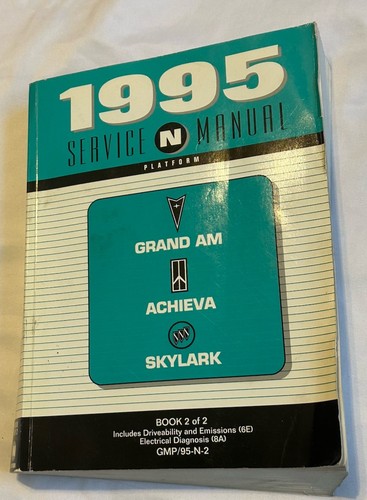 1995
SERVICE N MANUAL
PLATFORM
GRAND AM
ACHIEVA
SKYLARK
BOOK 2 of 2
Includes Driveability and Emissions (6E)
Electrical Diagnosis (8A)
GMP/95-N-2